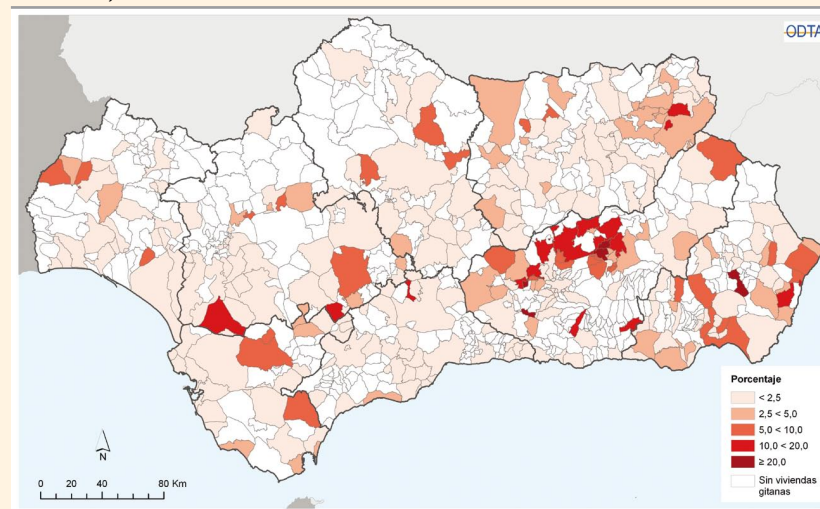 ODTA
Porcentaje
< 2,5
2,5 < 5,0
5,0 < 10,0
10,0 < 20,0
≥ 20,0
Sin viviendas
gitanas
N
0 20 40 80 Km